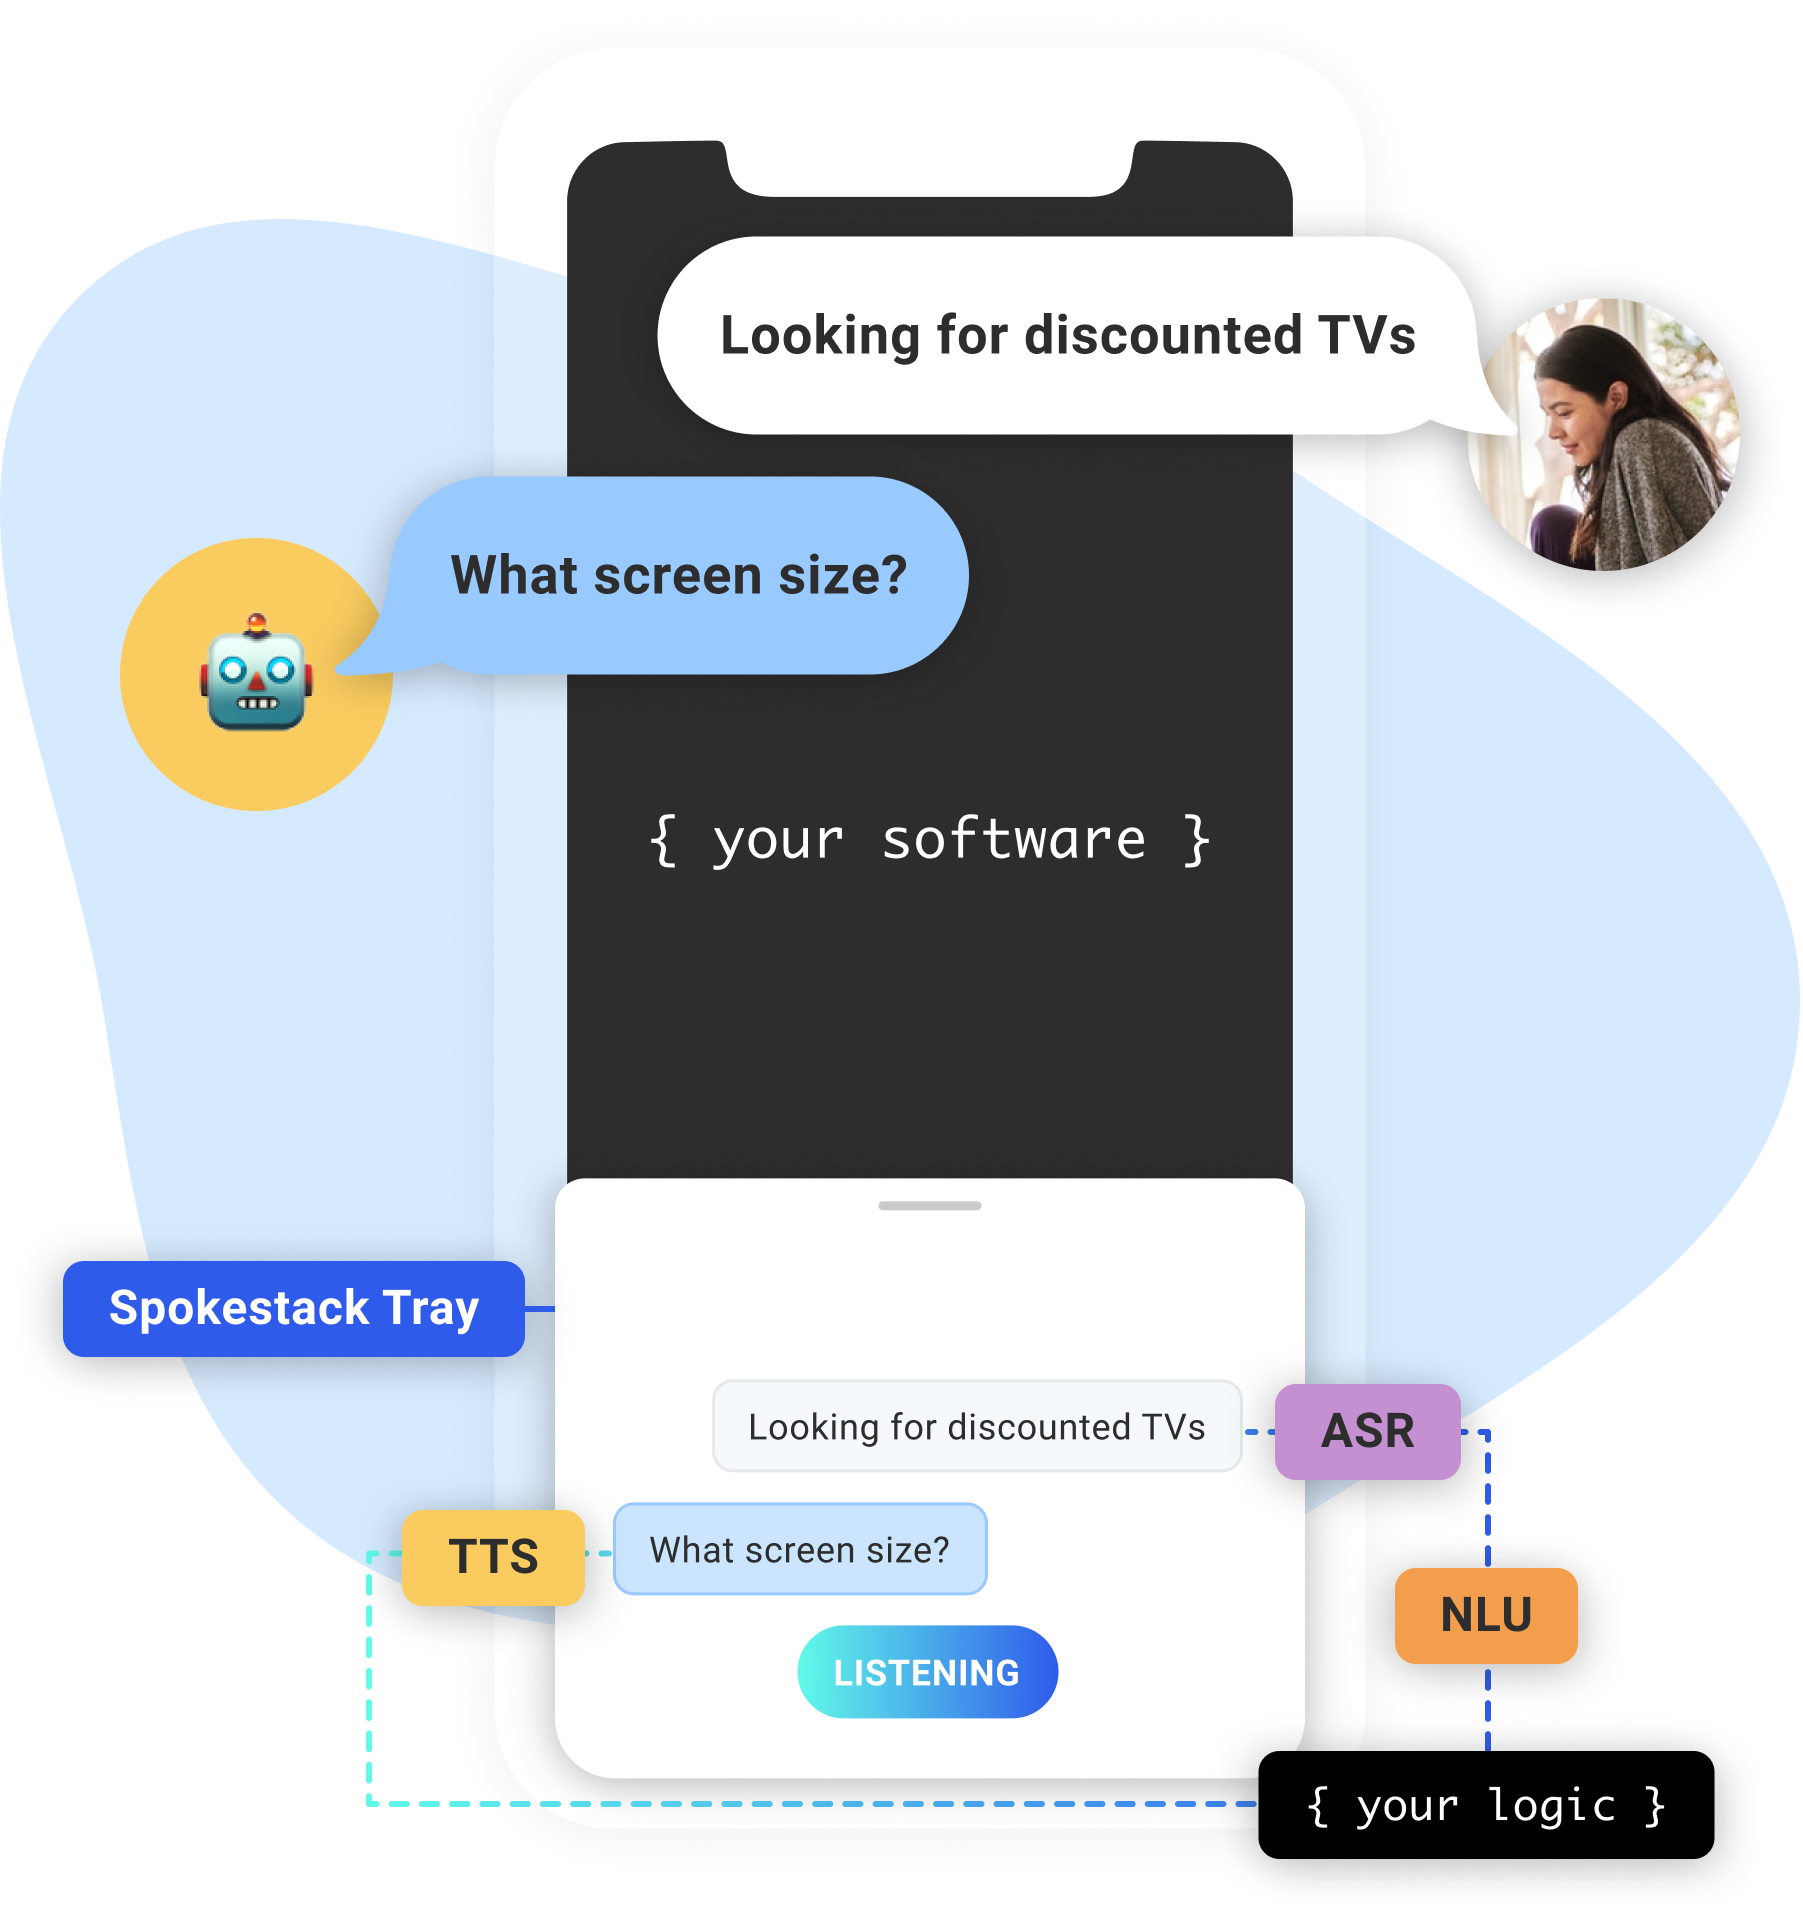 Looking for discounted TVs
What screen size?
{ your software }
Spokestack Tray
Looking for discounted TVs
ASR
What screen size?
TTS
NLU
LISTENING
{ your logic }